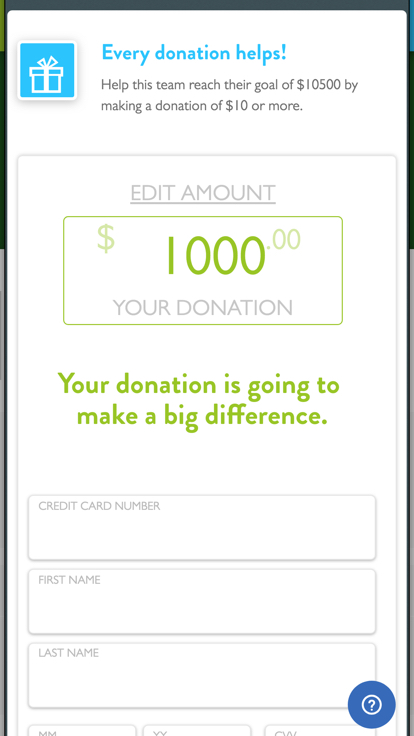 Every donation helps!
Help this team reach their goal of $10500 by
making a donation of $10 or more.
EDIT AMOUNT
$ 1000.00
YOUR DONATION
Your donation is going to
make a big difference.
CREDIT CARD NUMBER
FIRST NAME
LAST NAME
?
MM YY CVV